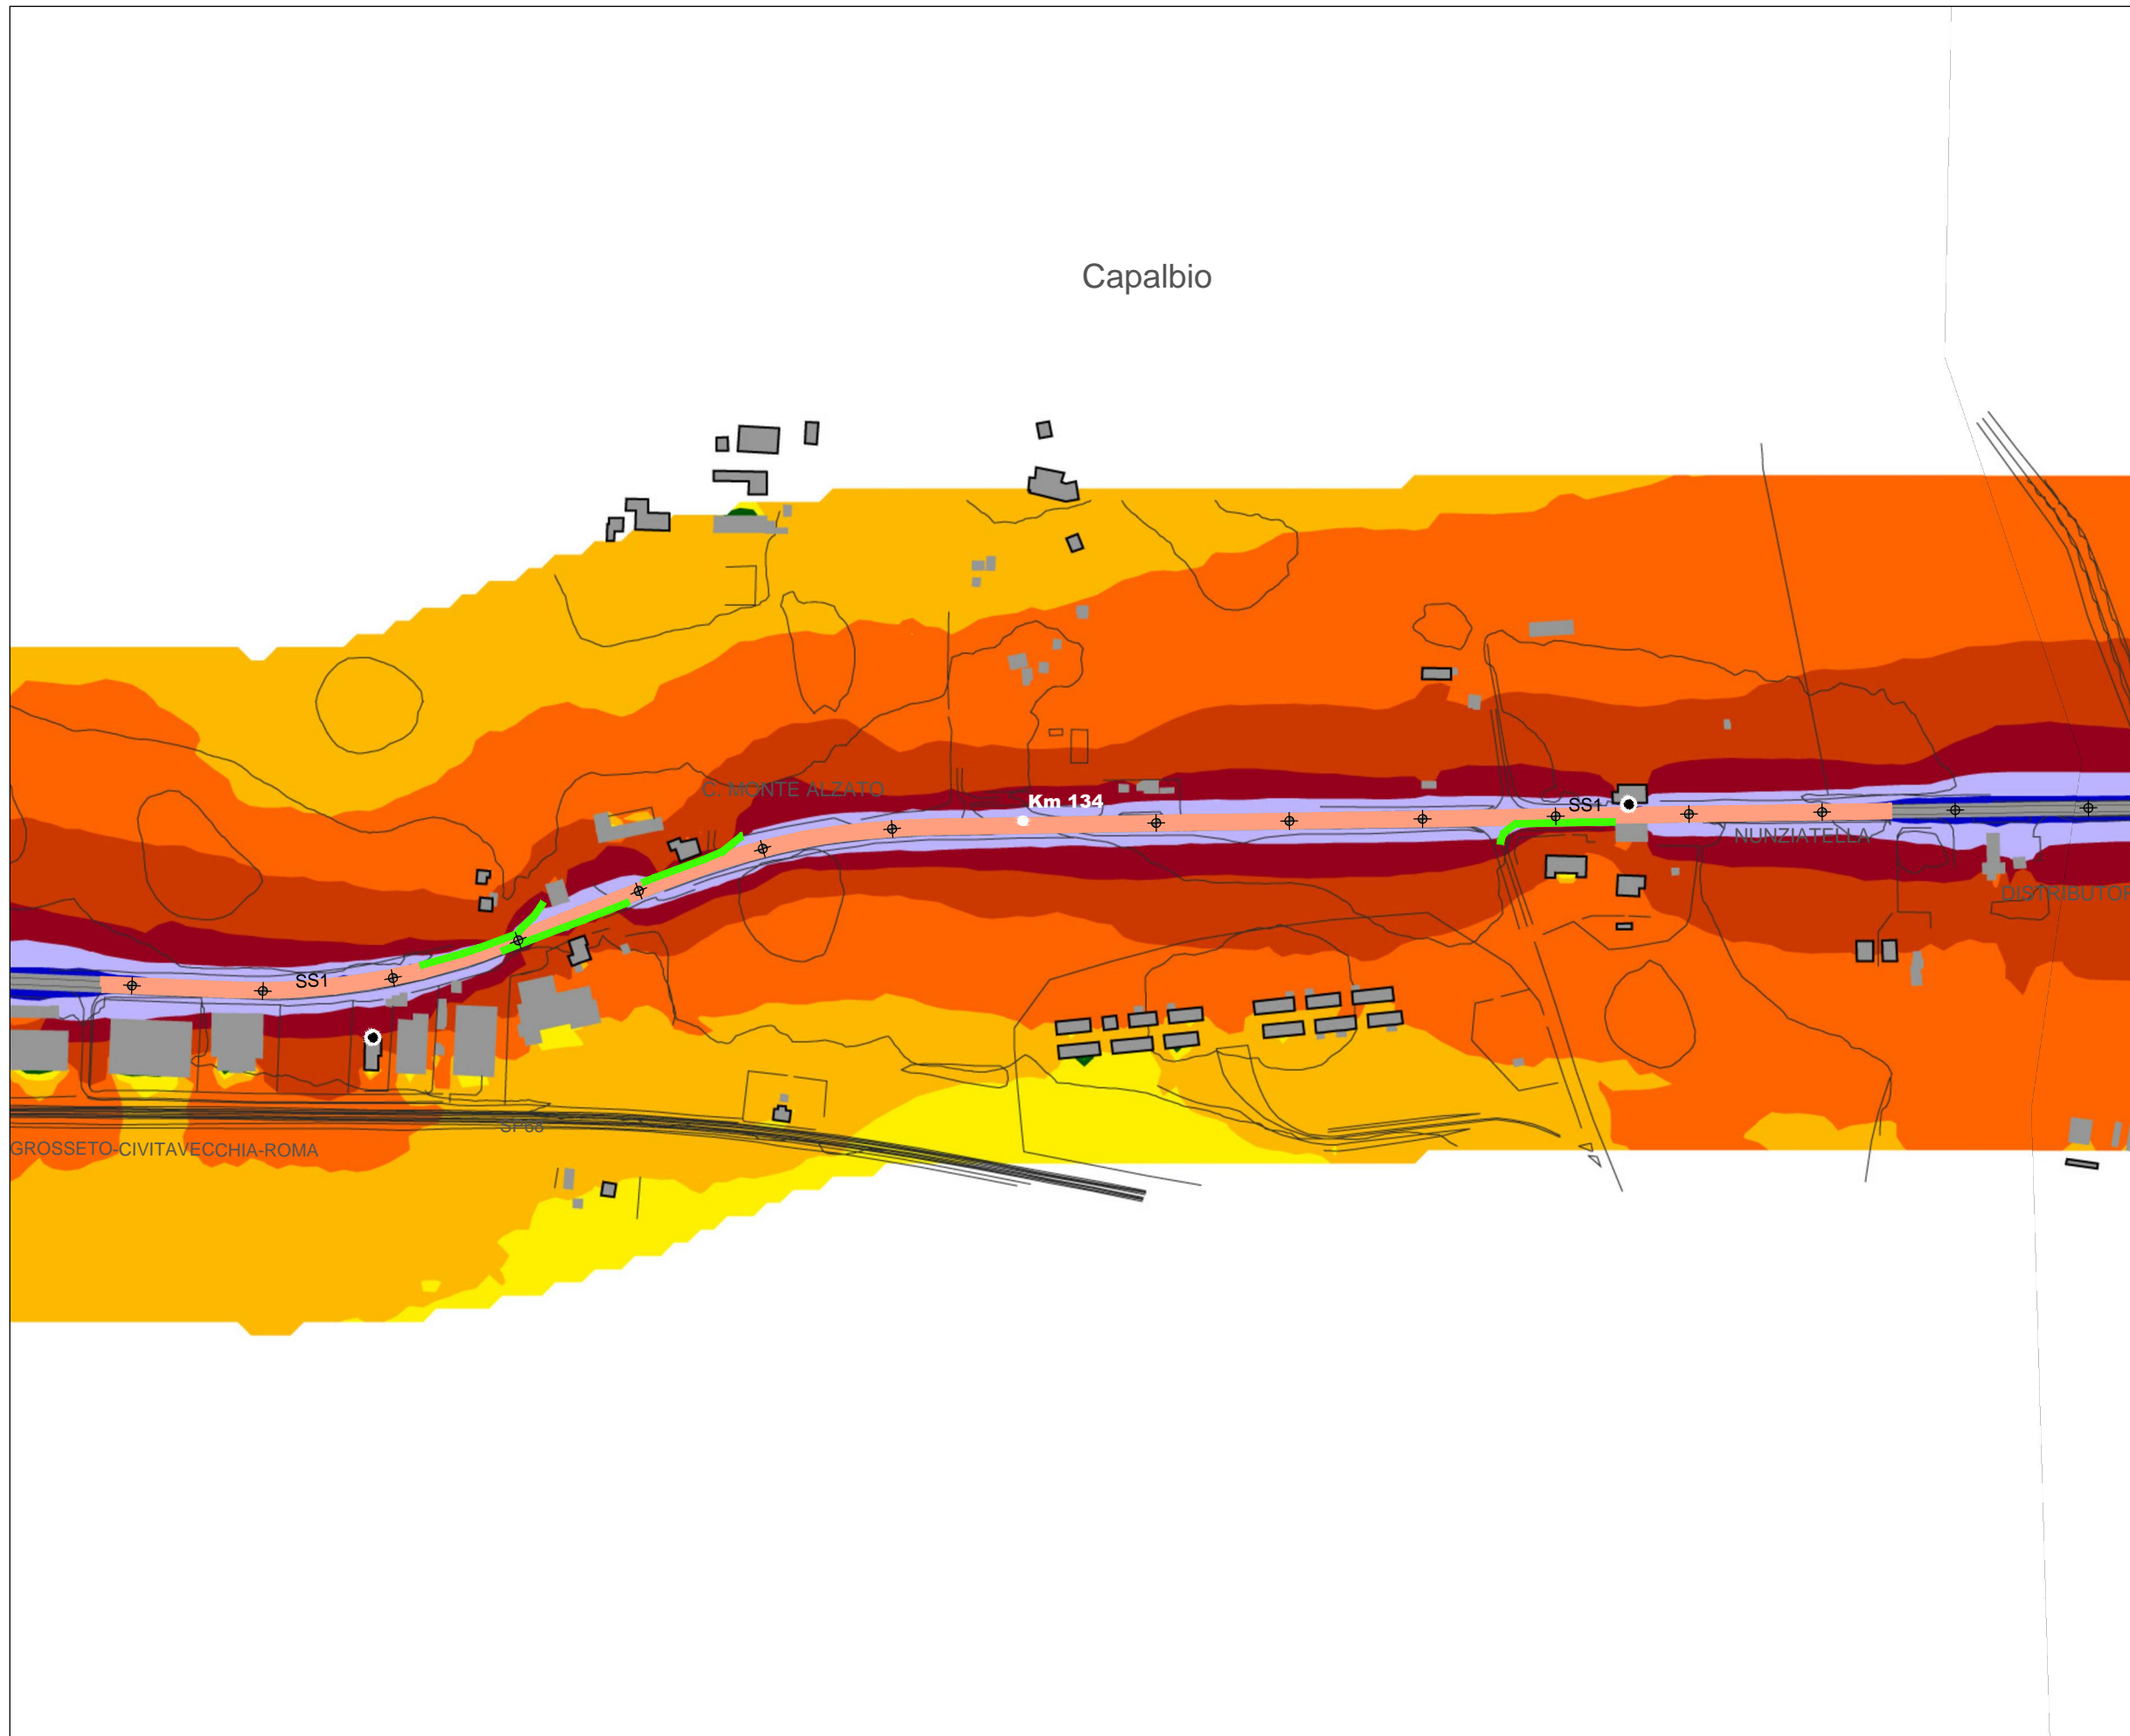 Capalbio
C. MONTE ALZATO
Km 134
SS1
NUNZIATELLA
DISTRIBUTOR
SS1
SP68
GROSSETO-CIVITAVECCHIA-ROMA